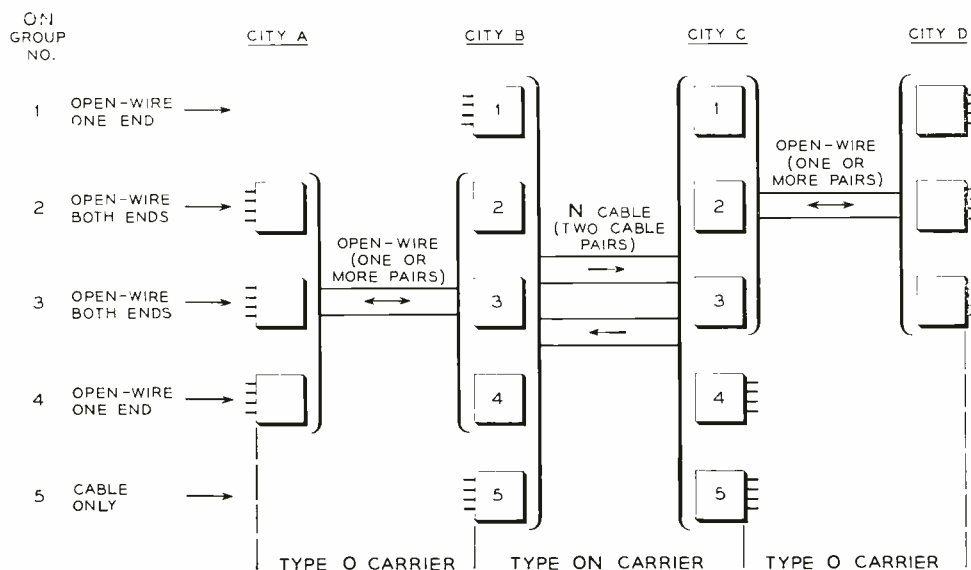 ON
GROUP
NO.
CITY A
CITY B
CITY C
CITY D
1 OPEN-WIRE
ONE END
2 OPEN-WIRE
BOTH ENDS
3 OPEN-WIRE
BOTH ENDS
4 OPEN-WIRE
ONE END
5 CABLE
ONLY
OPEN-WIRE
(ONE OR
MORE PAIRS)
1
2
3
4
5
N CABLE
(TWO CABLE
PAIRS)
1
2
3
4
5
OPEN-WIRE
(ONE OR
MORE PAIRS)
TYPE O CARRIER
TYPE ON CARRIER
TYPE O CARRIER